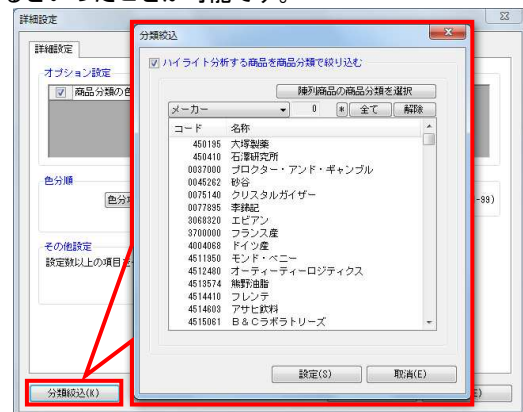 るといったことが可能です。
詳細設定
詳細設定
オプション設定
商品分類の色
色分順
色分項
-99)
その他設定
設定数以上の項目を
分類絞込(K)
E)
分類絞込
ハイライト分析する商品を商品分類で絞り込む
陳列商品の商品分類を選択
メーカー 0 * 全て 解除
コード 名称
450195 大塚製薬
450410 石澤研究所
0037000 プロクター・アンド・ギャンブル
0045262 砂谷
0075140 クリスタルガイザー
0077895 李錦記
3068320 エビアン
3700000 フランス産
4004068 ドイツ産
4511950 モンド・ペニー
4512480 オーティーティーロジティクス
4513574 熊野油脂
4514410 フレンテ
4514603 アサヒ飲料
4515061 B&Cラボラトリーズ
設定(S) 取消(E)